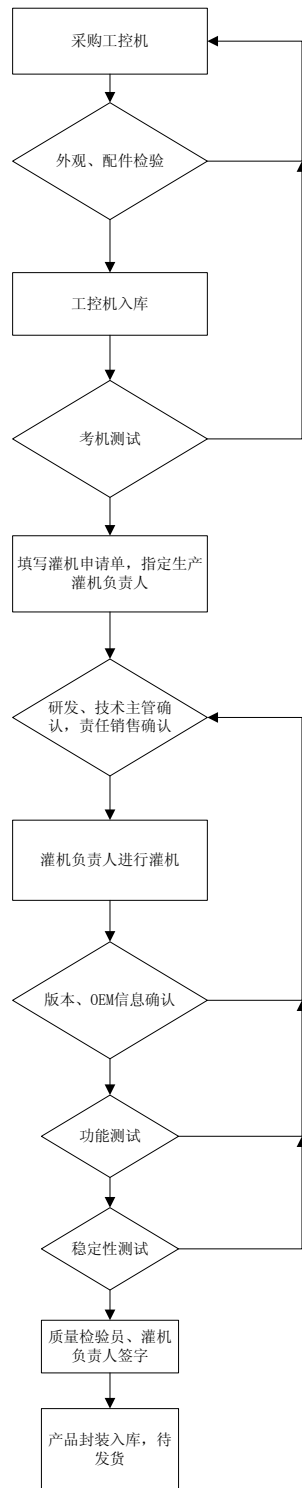 采购工控机
外观、配件检验
工控机入库
考机测试
填写灌机申请单，指定生产
灌机负责人
研发、技术主管确
认，责任销售确认
灌机负责人进行灌机
版本、OEM信息确认
功能测试
稳定性测试
质量检验员、灌机
负责人签字
产品封装入库，待
发货